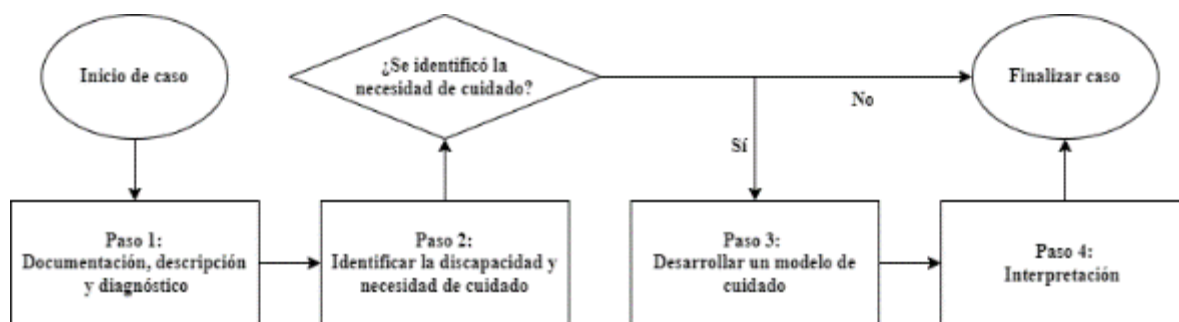 Inicio de caso
¿Se identificó la
necesidad de cuidado?
Finalizar caso
No
Sí
Paso 1:
Documentación, descripción
y diagnóstico
Paso 2:
Identificar la discapacidad y
necesidad de cuidado
Paso 3:
Desarrollar un modelo de
cuidado
Paso 4:
Interpretación